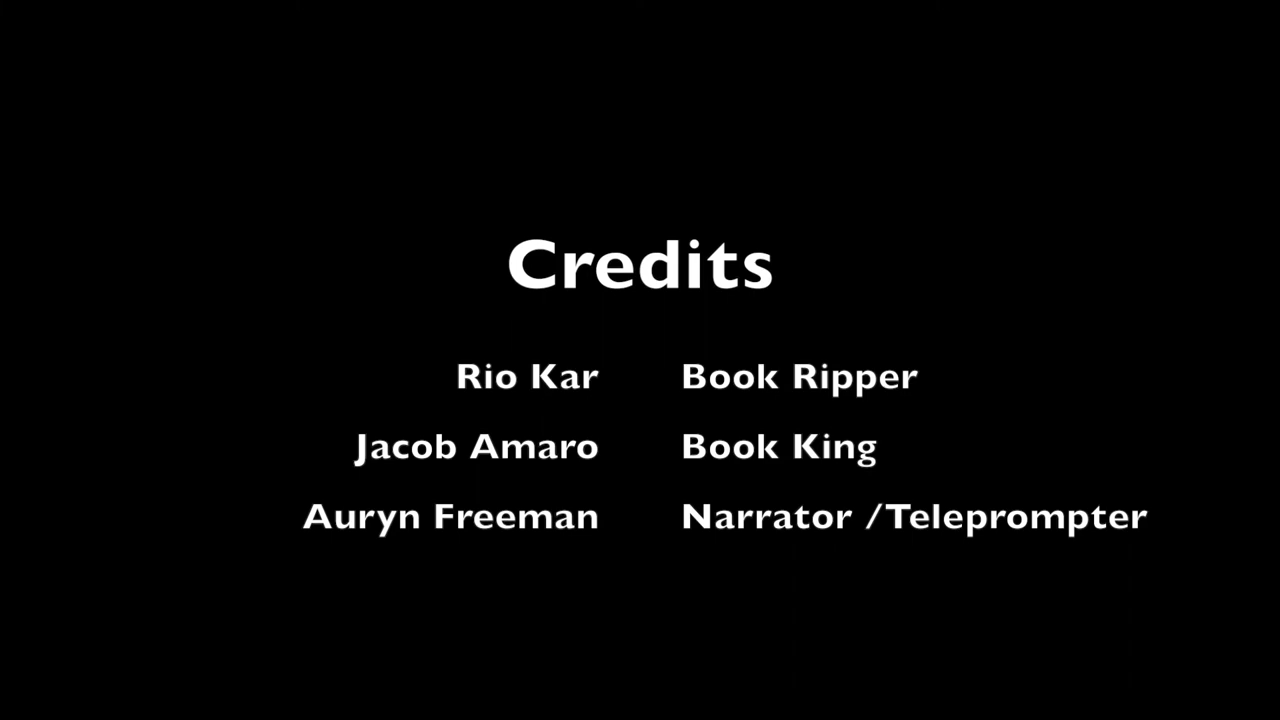 Credits
Rio Kar Book Ripper
Jacob Amaro Book King
Auryn Freeman Narrator /Teleprompter